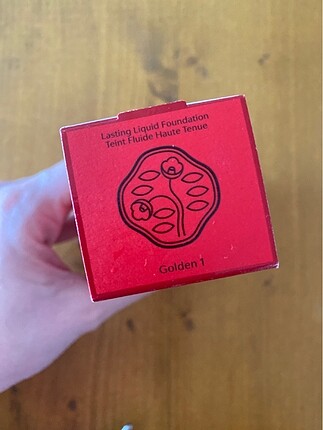 Lasting Liquid Foundation
Teint Fluide Haute Tenue
Golden 1